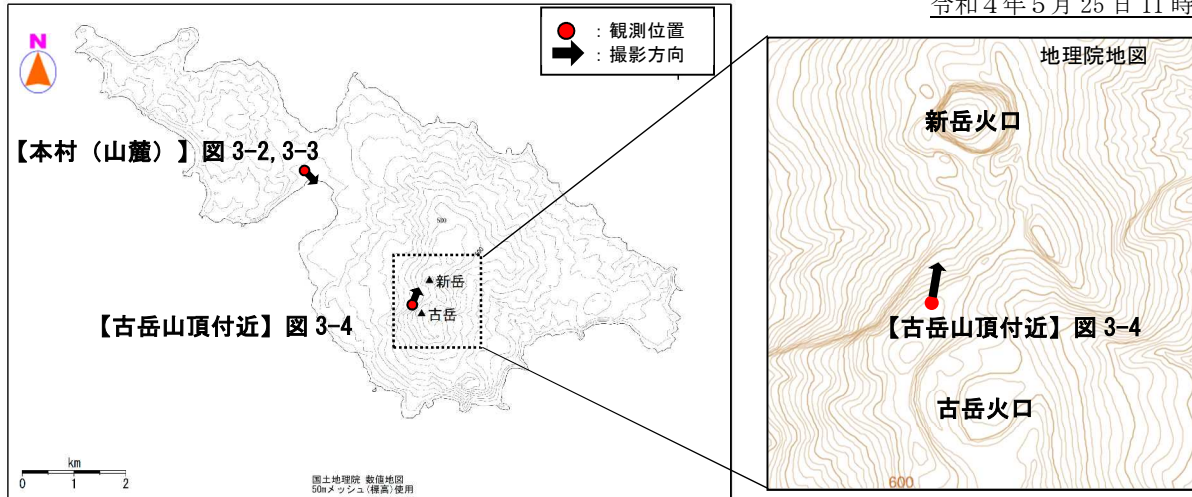 令和４年５月 25 日 11 時
N
：観測位置
：撮影方向
【本村（山麓）】図 3-2, 3-3
500
▲新岳
▲古岳
【古岳山頂付近】図 3-4
km
0 1 2
国土地理院 数値地図
50mメッシュ（標高）使用
地理院地図
新岳火口
【古岳山頂付近】図 3-4
古岳火口
600